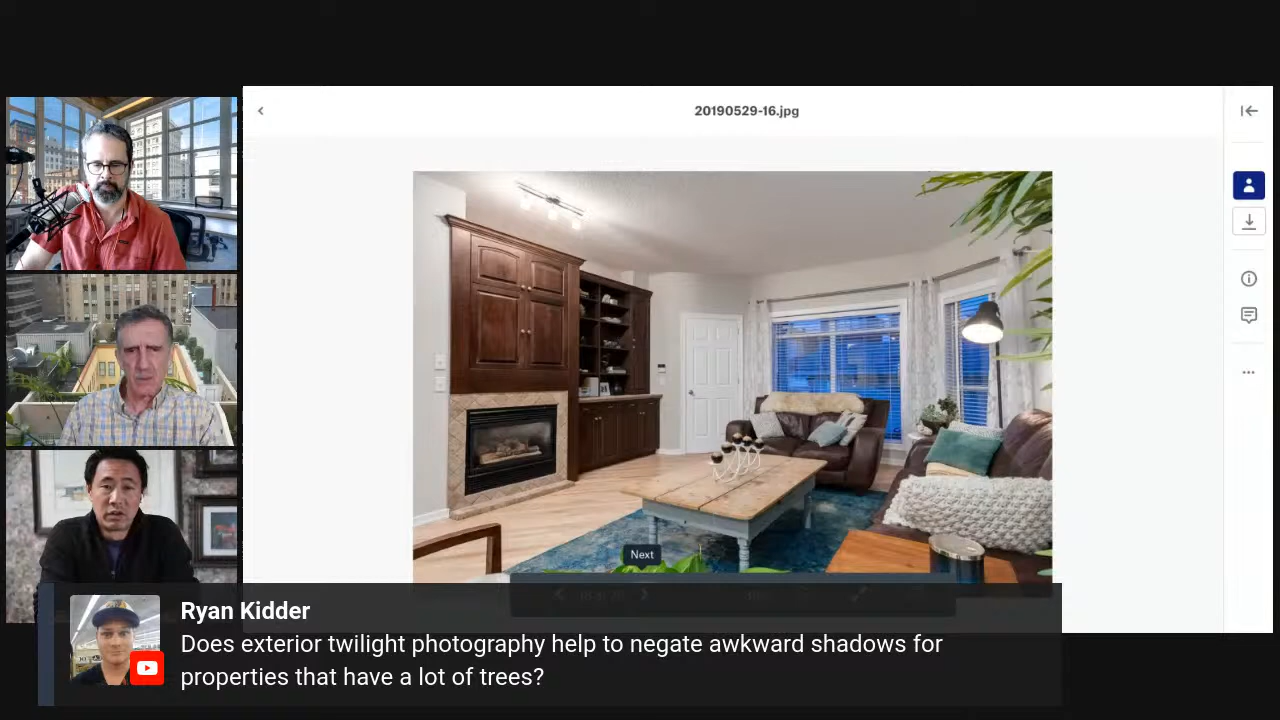 20190529-16.jpg
Next
Ryan Kidder
Does exterior twilight photography help to negate awkward shadows for
properties that have a lot of trees?